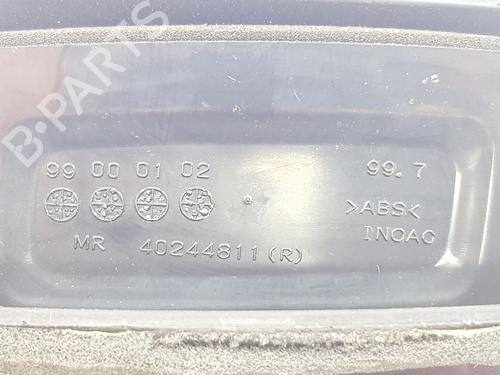 B-PARTS
99 00 01 02 99.7
>ABS<
MR 40244811(R) INOAC